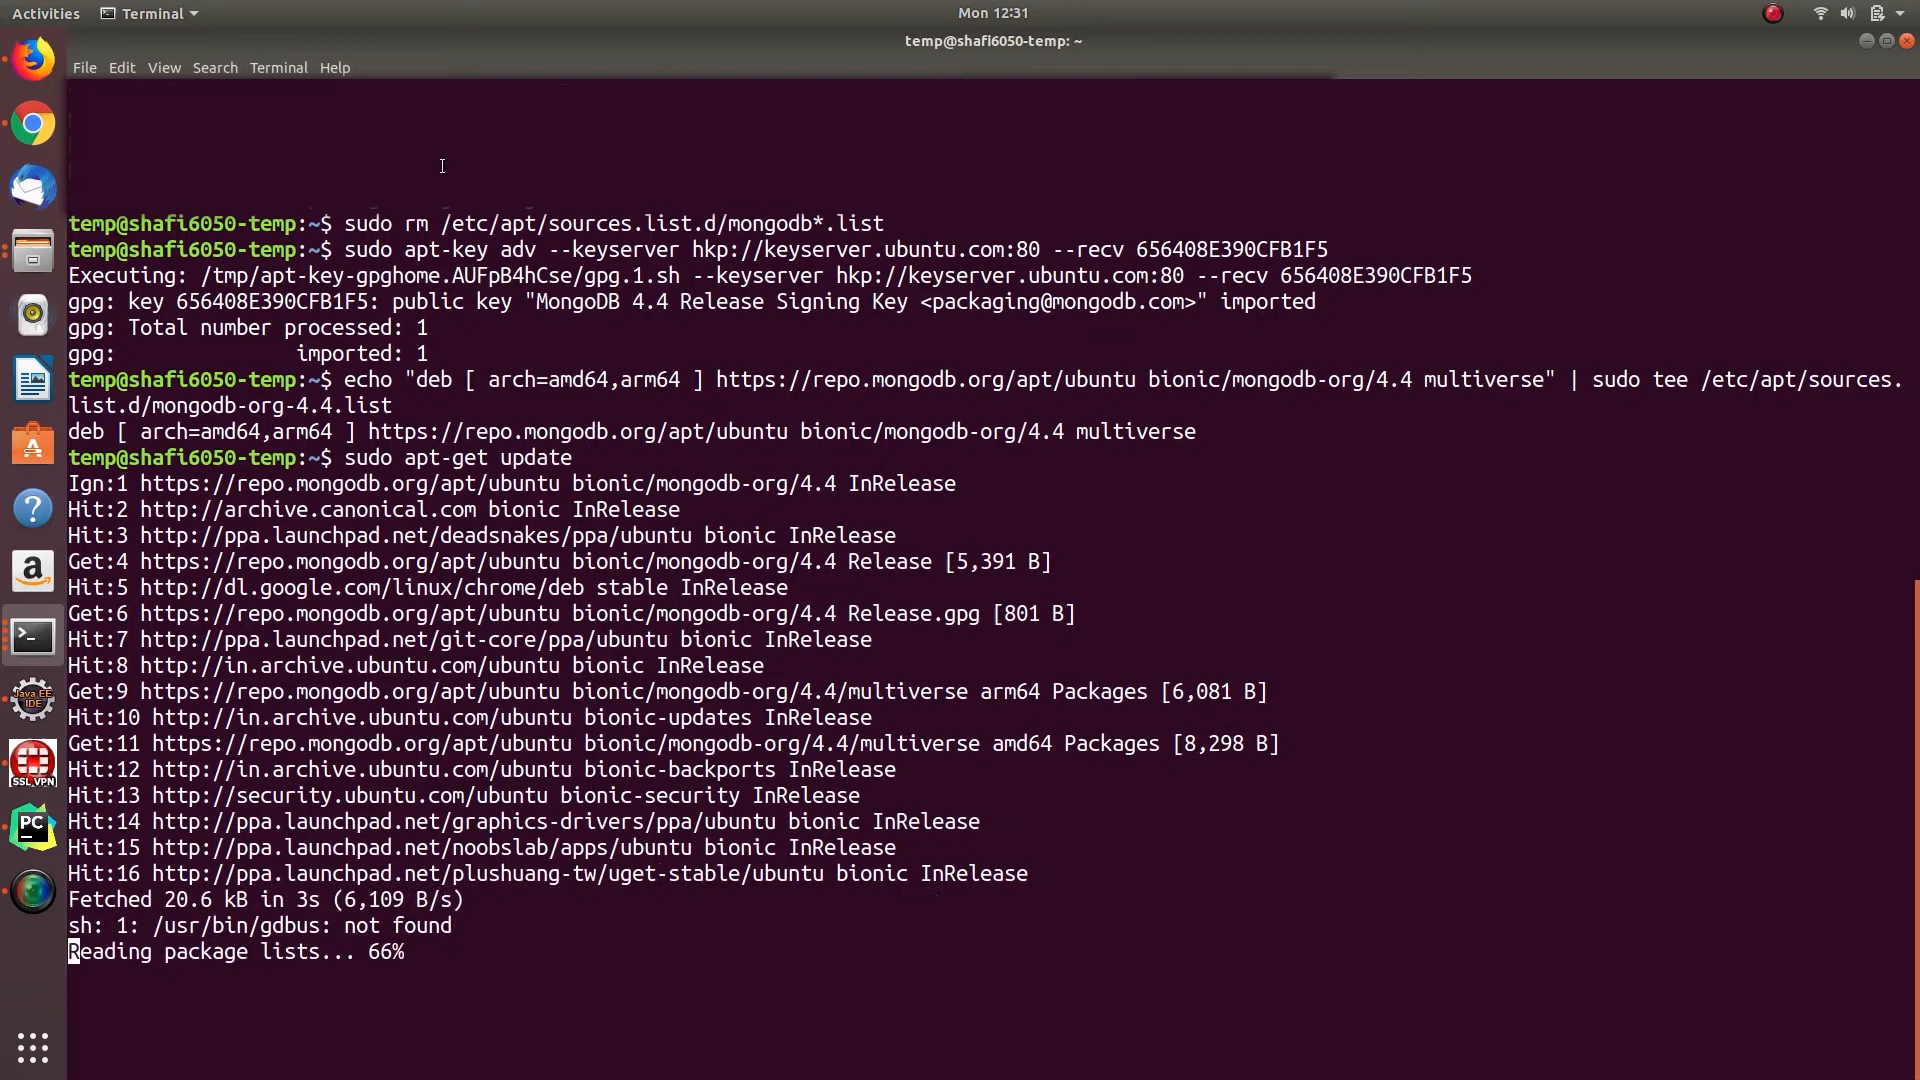 Activities Terminal Mon 12:31
temp@shafi6050-temp: ~
File Edit View Search Terminal Help
temp@shafi6050-temp:~$ sudo rm /etc/apt/sources.list.d/mongodb*.list
temp@shafi6050-temp:~$ sudo apt-key adv --keyserver hkp://keyserver.ubuntu.com:80 --recv 656408E390CFB1F5
Executing: /tmp/apt-key-gpghome.AUFpB4hCse/gpg.1.sh --keyserver hkp://keyserver.ubuntu.com:80 --recv 656408E390CFB1F5
gpg: key 656408E390CFB1F5: public key "MongoDB 4.4 Release Signing Key <packaging@mongodb.com>" imported
gpg: Total number processed: 1
gpg:               imported: 1
temp@shafi6050-temp:~$ echo "deb [ arch=amd64,arm64 ] https://repo.mongodb.org/apt/ubuntu bionic/mongodb-org/4.4 multiverse" | sudo tee /etc/apt/sources.
list.d/mongodb-org-4.4.list
deb [ arch=amd64,arm64 ] https://repo.mongodb.org/apt/ubuntu bionic/mongodb-org/4.4 multiverse
temp@shafi6050-temp:~$ sudo apt-get update
Ign:1 https://repo.mongodb.org/apt/ubuntu bionic/mongodb-org/4.4 InRelease
Hit:2 http://archive.canonical.com bionic InRelease
Hit:3 http://ppa.launchpad.net/deadsnakes/ppa/ubuntu bionic InRelease
Get:4 https://repo.mongodb.org/apt/ubuntu bionic/mongodb-org/4.4 Release [5,391 B]
Hit:5 http://dl.google.com/linux/chrome/deb stable InRelease
Get:6 https://repo.mongodb.org/apt/ubuntu bionic/mongodb-org/4.4 Release.gpg [801 B]
Hit:7 http://ppa.launchpad.net/git-core/ppa/ubuntu bionic InRelease
Hit:8 http://in.archive.ubuntu.com/ubuntu bionic InRelease
Get:9 https://repo.mongodb.org/apt/ubuntu bionic/mongodb-org/4.4/multiverse arm64 Packages [6,081 B]
Hit:10 http://in.archive.ubuntu.com/ubuntu bionic-updates InRelease
Get:11 https://repo.mongodb.org/apt/ubuntu bionic/mongodb-org/4.4/multiverse amd64 Packages [8,298 B]
Hit:12 http://in.archive.ubuntu.com/ubuntu bionic-backports InRelease
Hit:13 http://security.ubuntu.com/ubuntu bionic-security InRelease
Hit:14 http://ppa.launchpad.net/graphics-drivers/ppa/ubuntu bionic InRelease
Hit:15 http://ppa.launchpad.net/noobslab/apps/ubuntu bionic InRelease
Hit:16 http://ppa.launchpad.net/plushuang-tw/uget-stable/ubuntu bionic InRelease
Fetched 20.6 kB in 3s (6,109 B/s)
sh: 1: /usr/bin/gdbus: not found
Reading package lists... 66%
Java EE
IDE
SSL VPN
PC